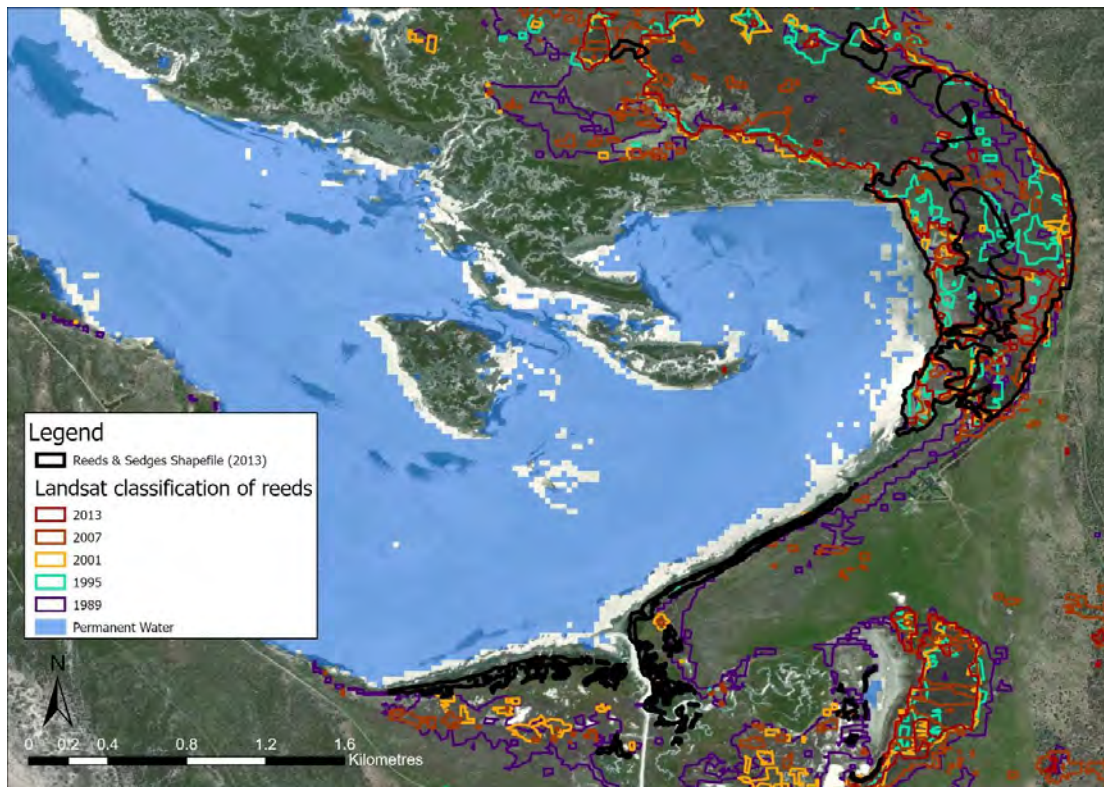 Legend
Reeds & Sedges Shapefile (2013)
Landsat classification of reeds
2013
2007
2001
1995
1989
Permanent Water
N
0 0.2 0.4 0.8 1.2 1.6
Kilometres